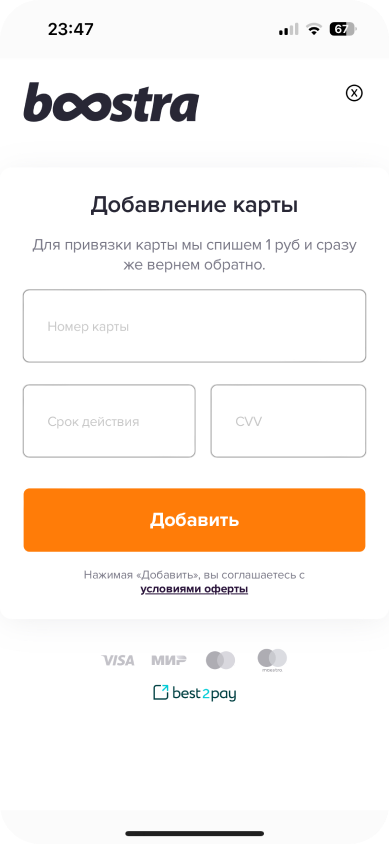 23:47
67
boostra
X
Добавление карты
Для привязки карты мы спишем 1 руб и сразу
же вернем обратно.
Номер карты
Срок действия
CVV
Добавить
Нажимая «Добавить», вы соглашаетесь с
условиями оферты
VISA МИР maestro
best2pay